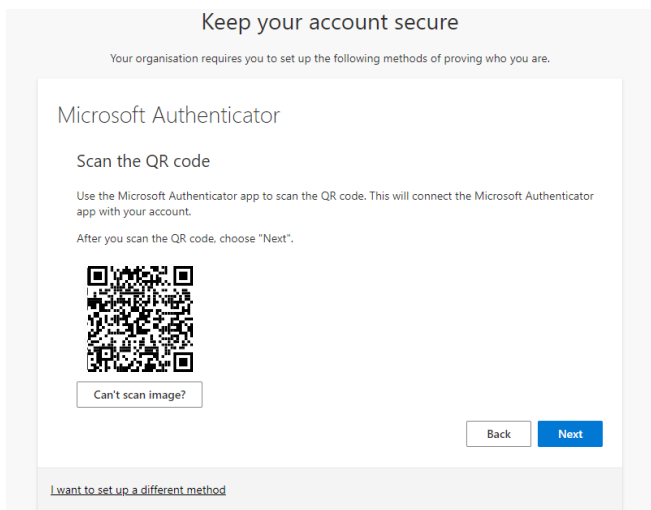 Keep your account secure
Your organisation requires you to set up the following methods of proving who you are.
Microsoft Authenticator
Scan the QR code
Use the Microsoft Authenticator app to scan the QR code. This will connect the Microsoft Authenticator
app with your account.
After you scan the QR code, choose "Next".
Can't scan image?
Back
Next
I want to set up a different method